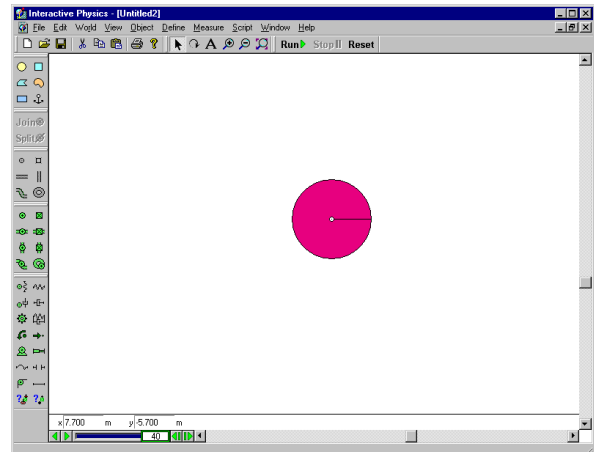 Interactive Physics - [Untitled2]
File Edit World View Object Define Measure Script Window Help
A Run Stop Reset
Join
Split
x 7.700 m y -5.700 m
40